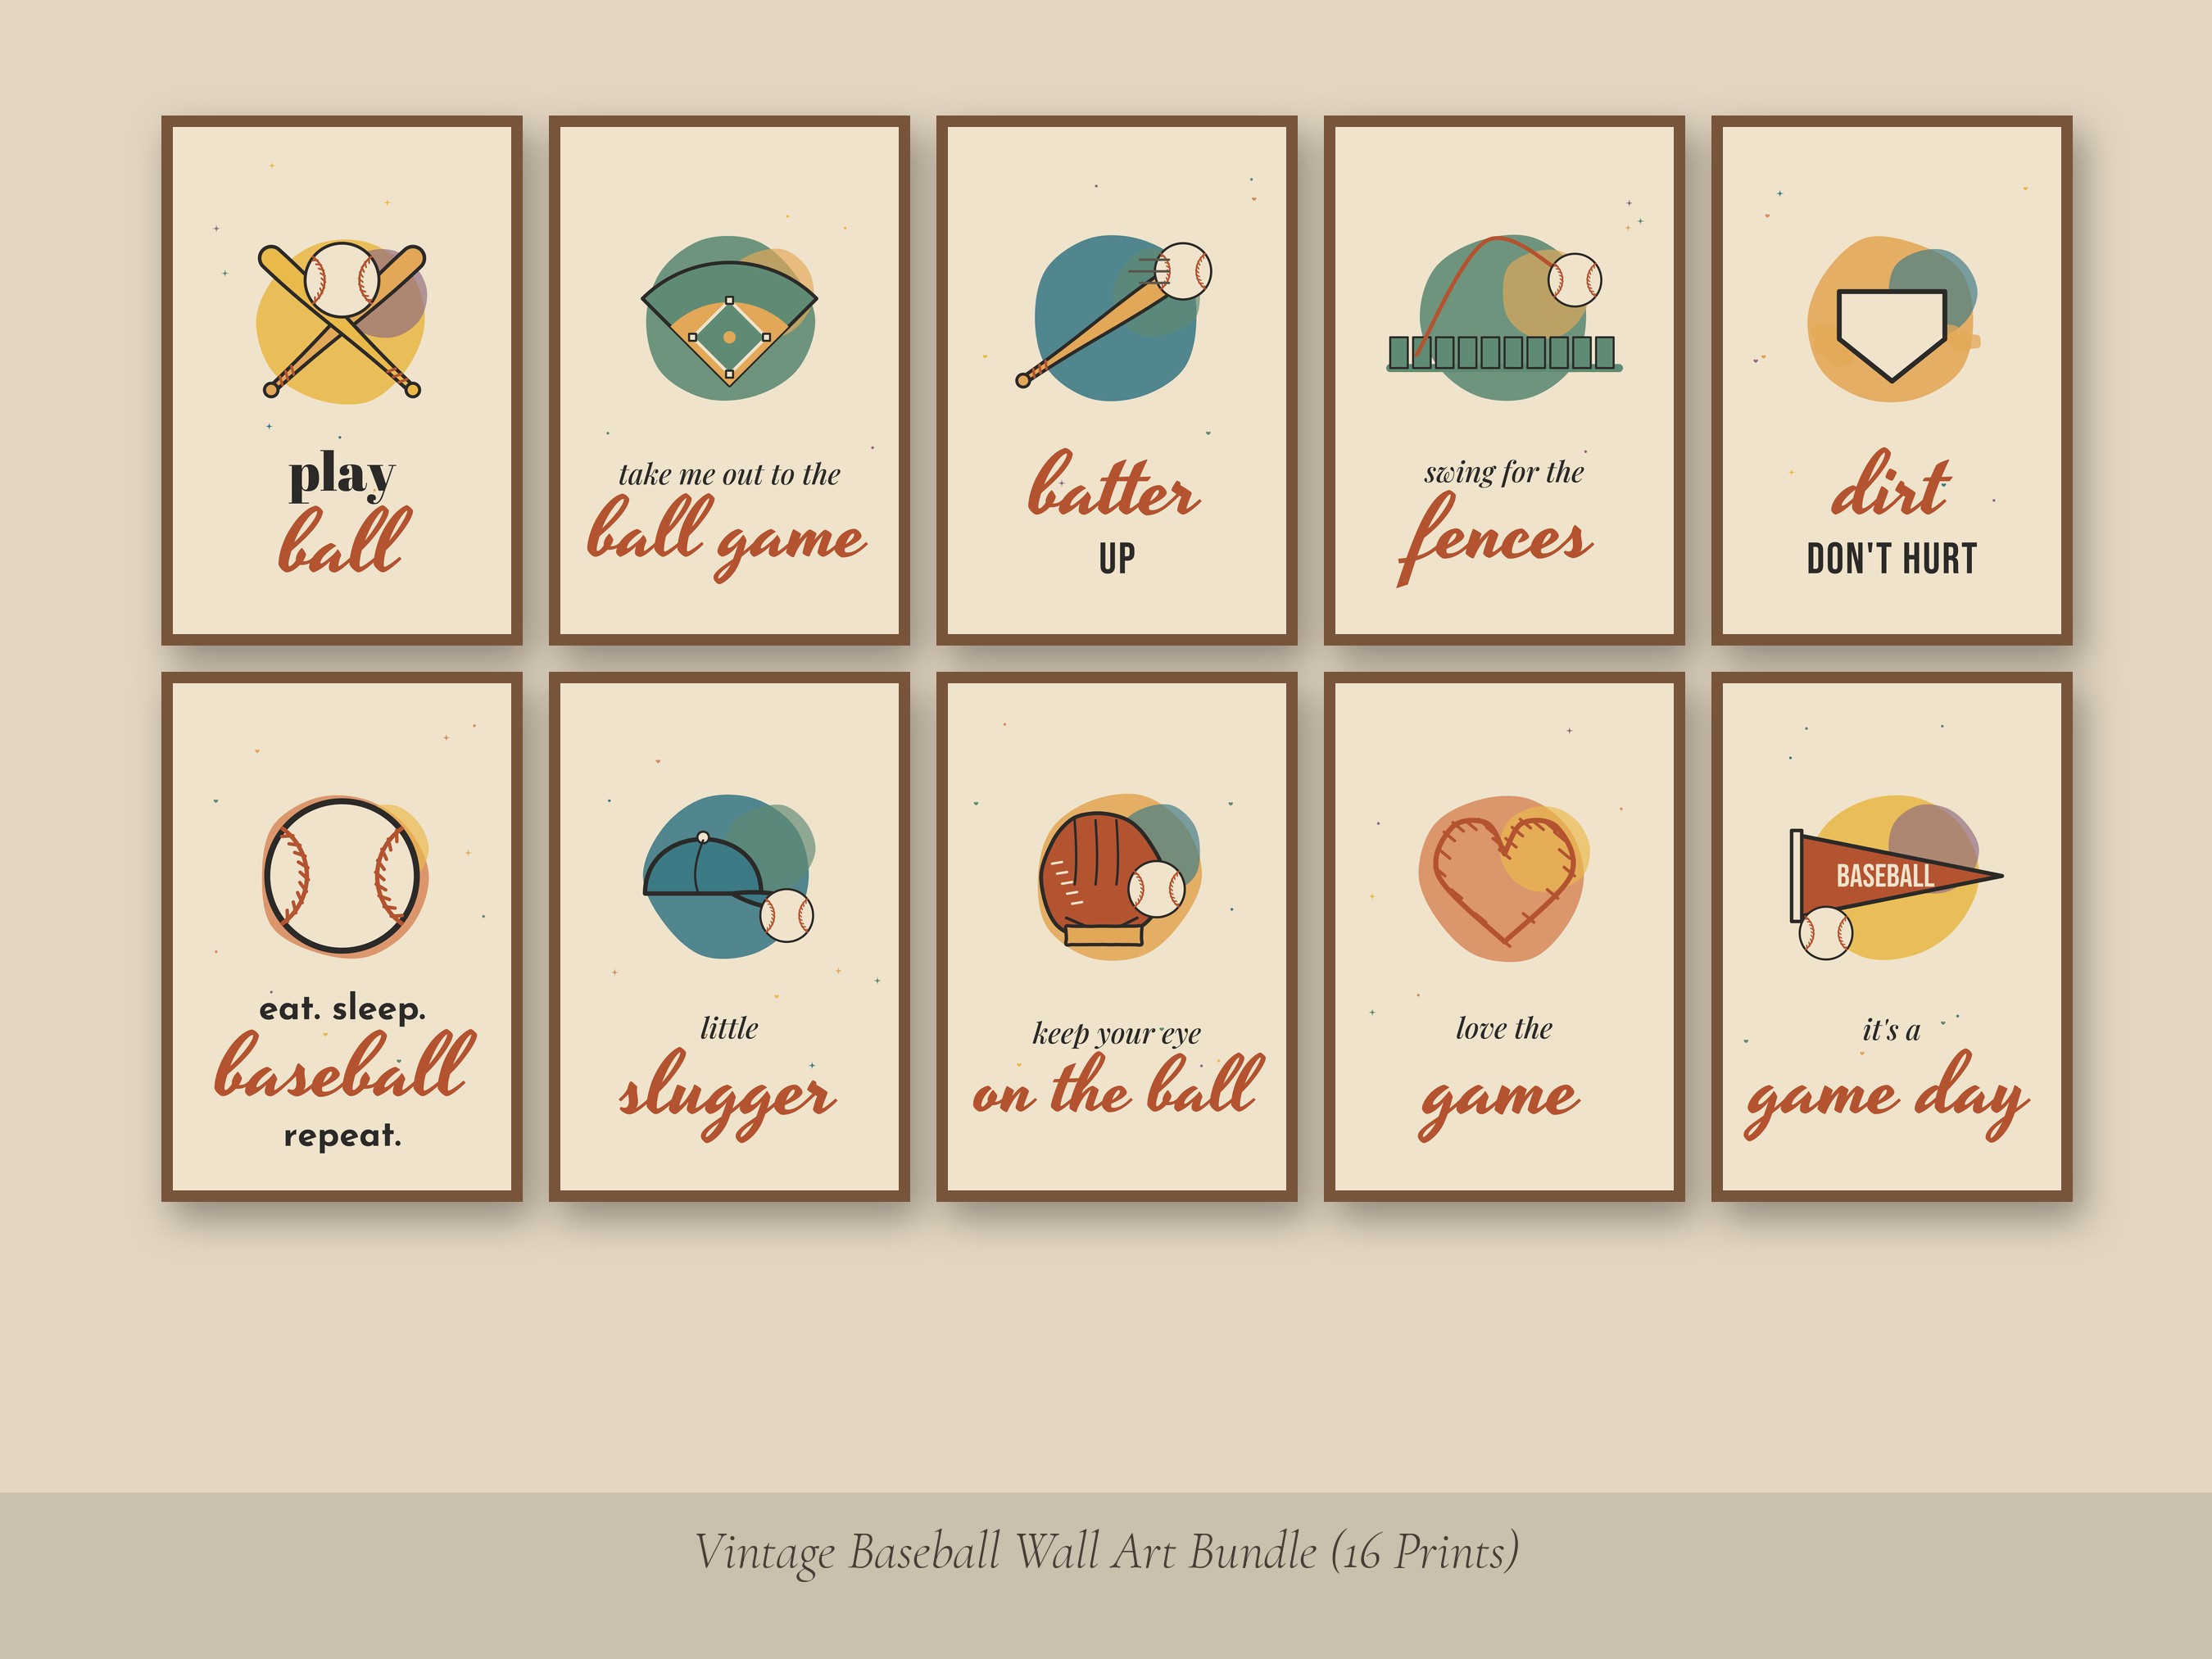 play
ball
take me out to the
ball game
batter
UP
swing for the
fences
dirt
DON'T HURT
eat. sleep.
baseball
repeat.
little
slugger
keep your eye
on the ball
love the
game
BASEBALL
it's a
game day
Vintage Baseball Wall Art Bundle (16 Prints)